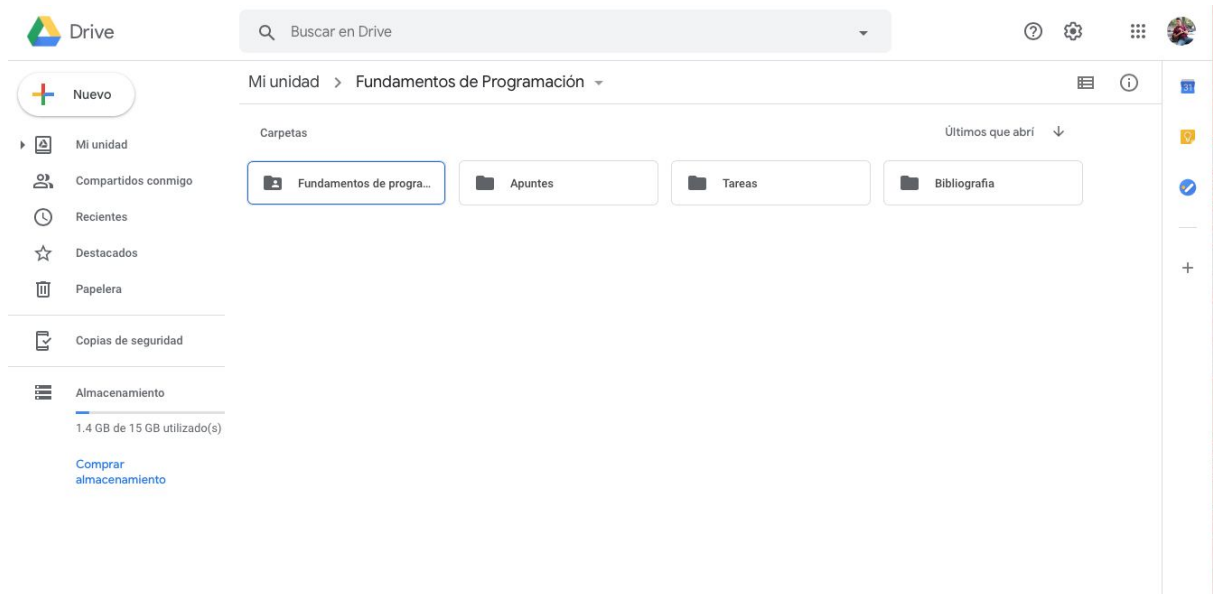 Drive
Buscar en Drive
Nuevo
Mi unidad
Compartidos conmigo
Recientes
Destacados
Papelera
Copias de seguridad
Almacenamiento
1.4 GB de 15 GB utilizado(s)
Comprar
almacenamiento
Mi unidad > Fundamentos de Programación
Carpetas
Últimos que abrí
Fundamentos de progra...
Apuntes
Tareas
Bibliografia
31